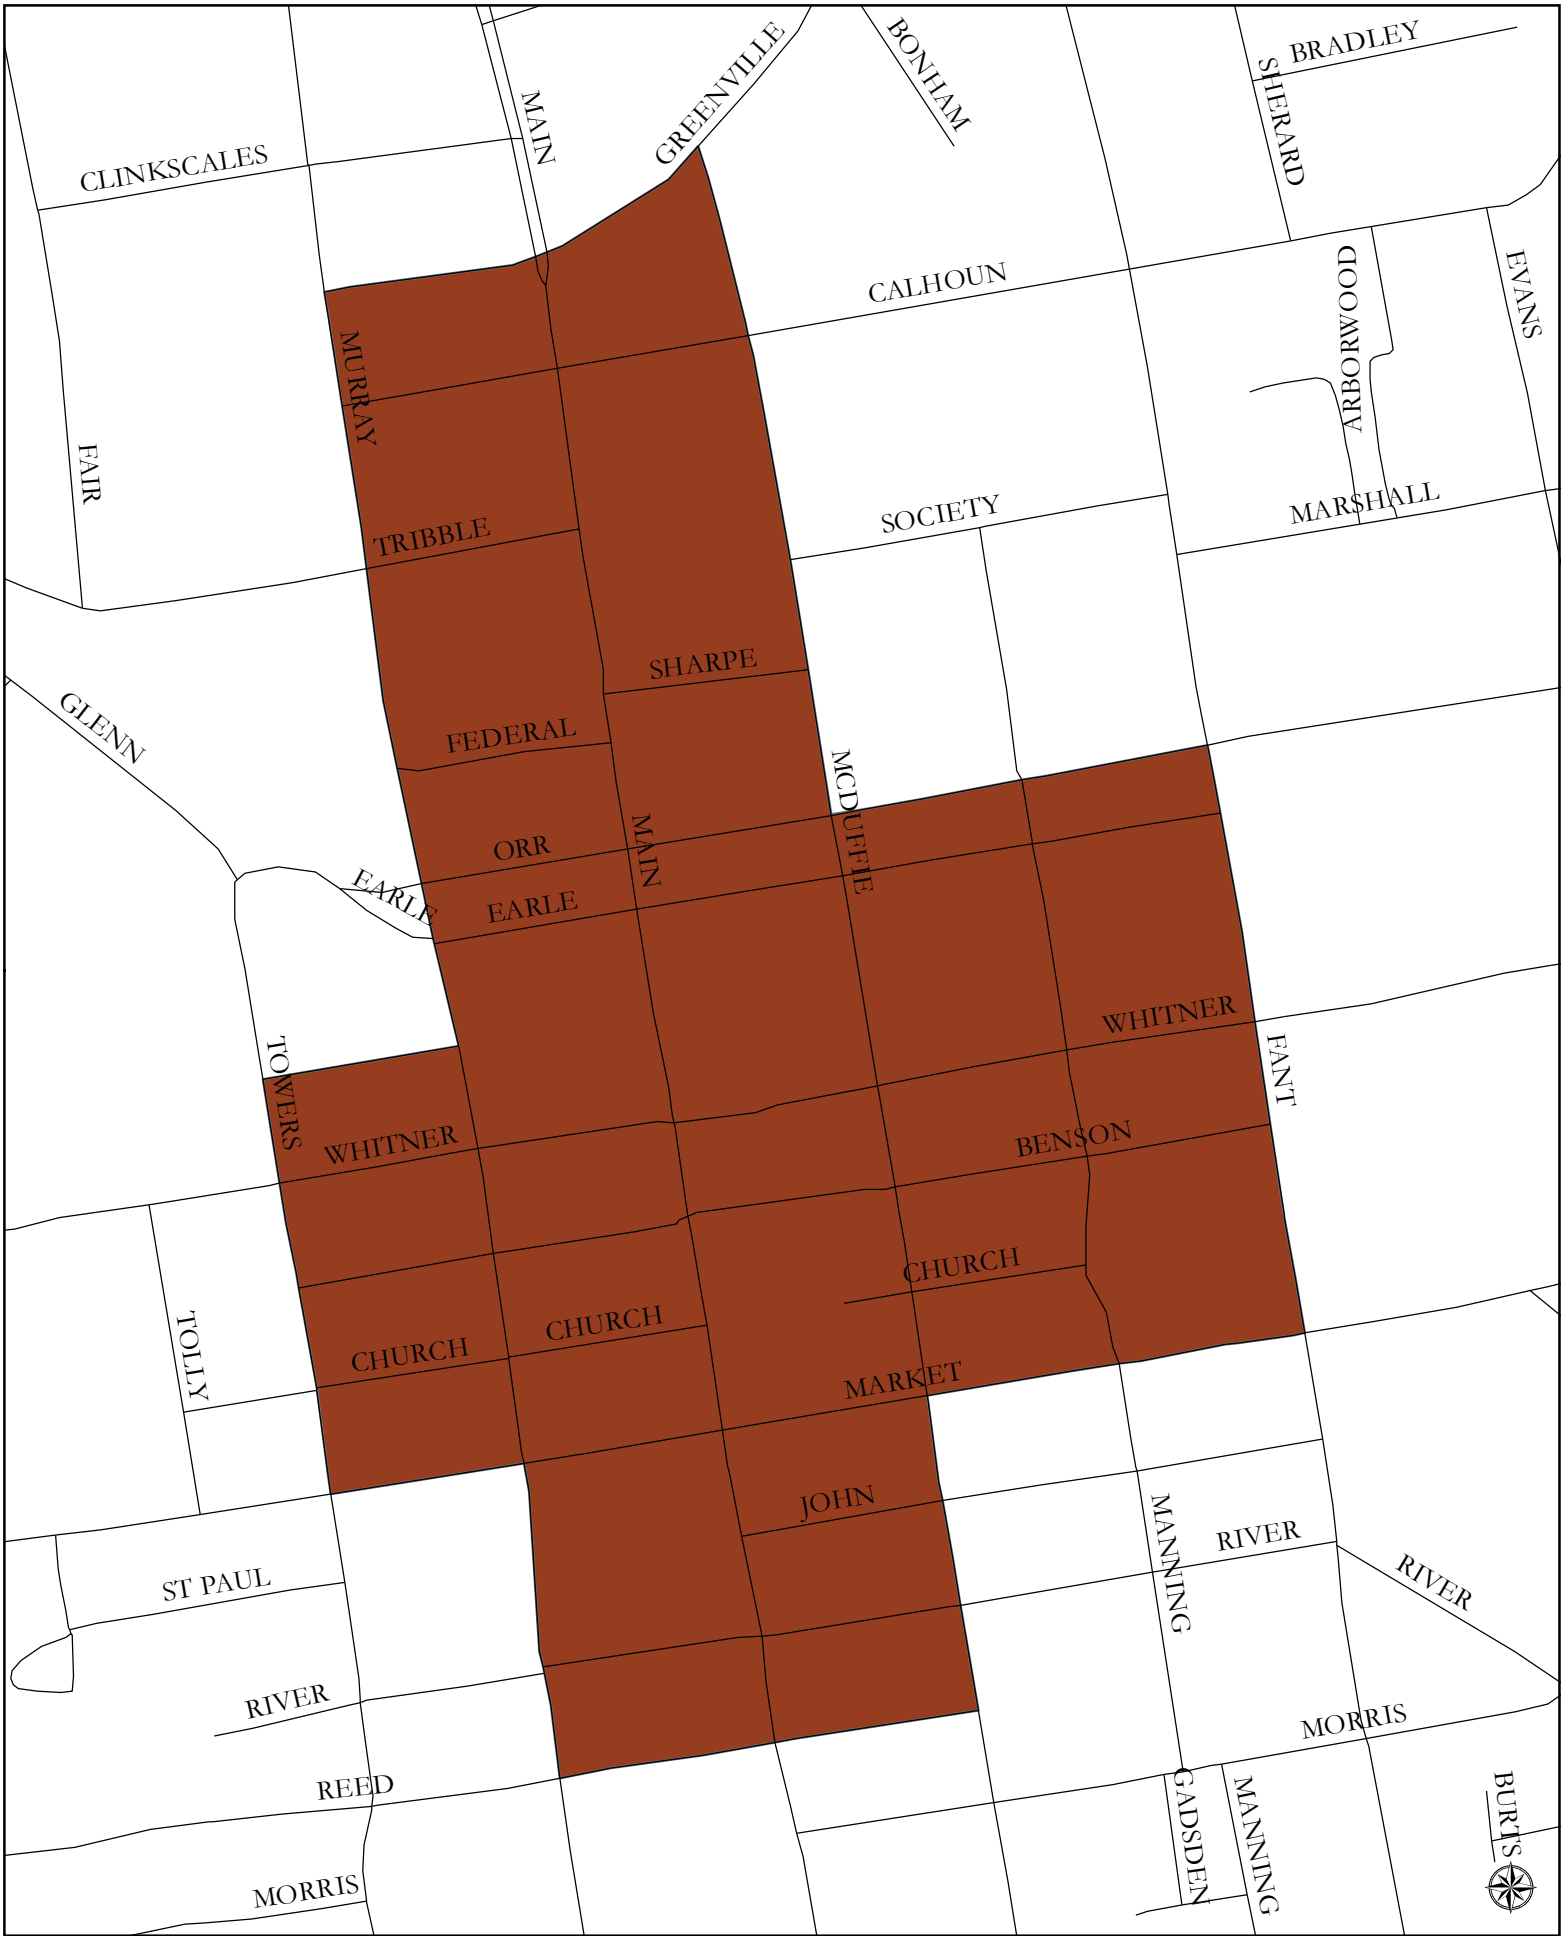 BRADLEY
GREENVILLE
BONHAM
SHERARD
MAIN
CLINKSCALES
CALHOUN
ARBORWOOD
EVANS
MURRAY
FAIR
TRIBBLE
SOCIETY
MARSHALL
SHARPE
GLENN
FEDERAL
MCDUFFIE
MAIN
ORR
EARLE
EARLE
WHITNER
FANT
TOWERS
WHITNER
BENSON
CHURCH
TOLLY
CHURCH
CHURCH
MARKET
JOHN
MANNING
RIVER
RIVER
ST PAUL
RIVER
MORRIS
REED
GADSDEN
MANNING
BURTS
MORRIS